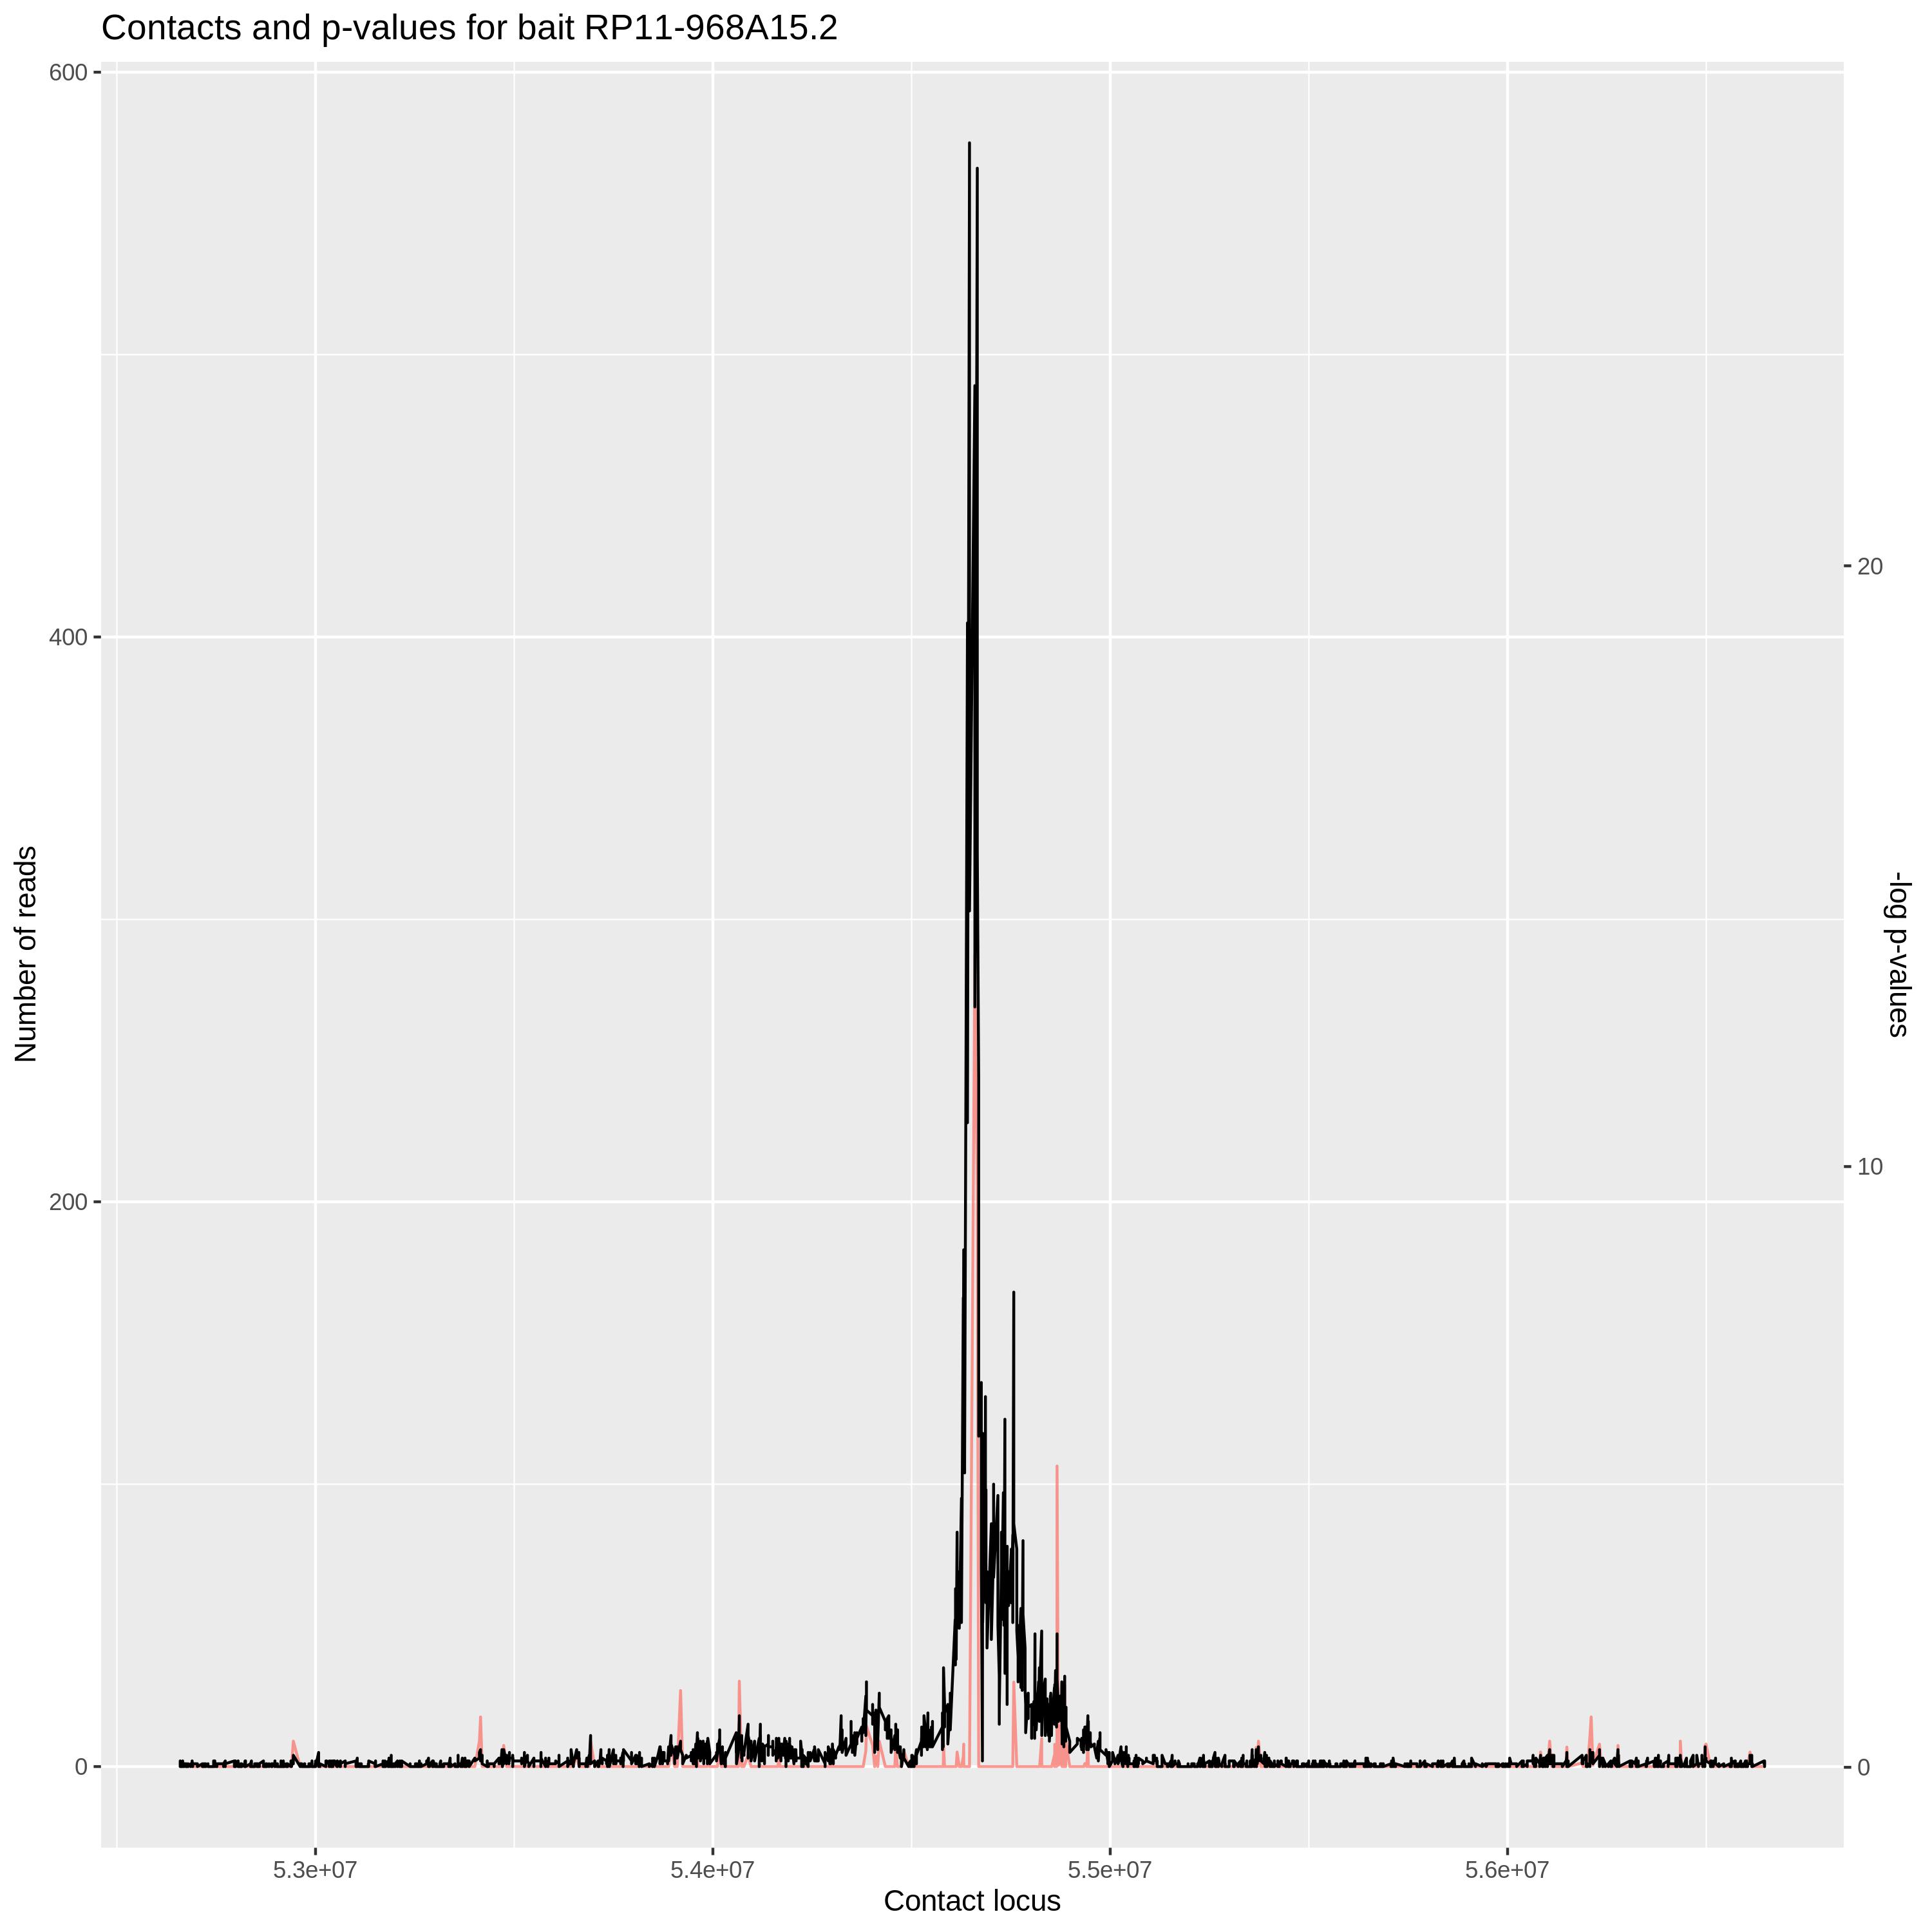 Contacts and p-values for bait RP11-968A15.2
600
400
200
0
Number of reads
20
10
0
-log p-values
5.3e+07
5.4e+07
5.5e+07
5.6e+07
Contact locus